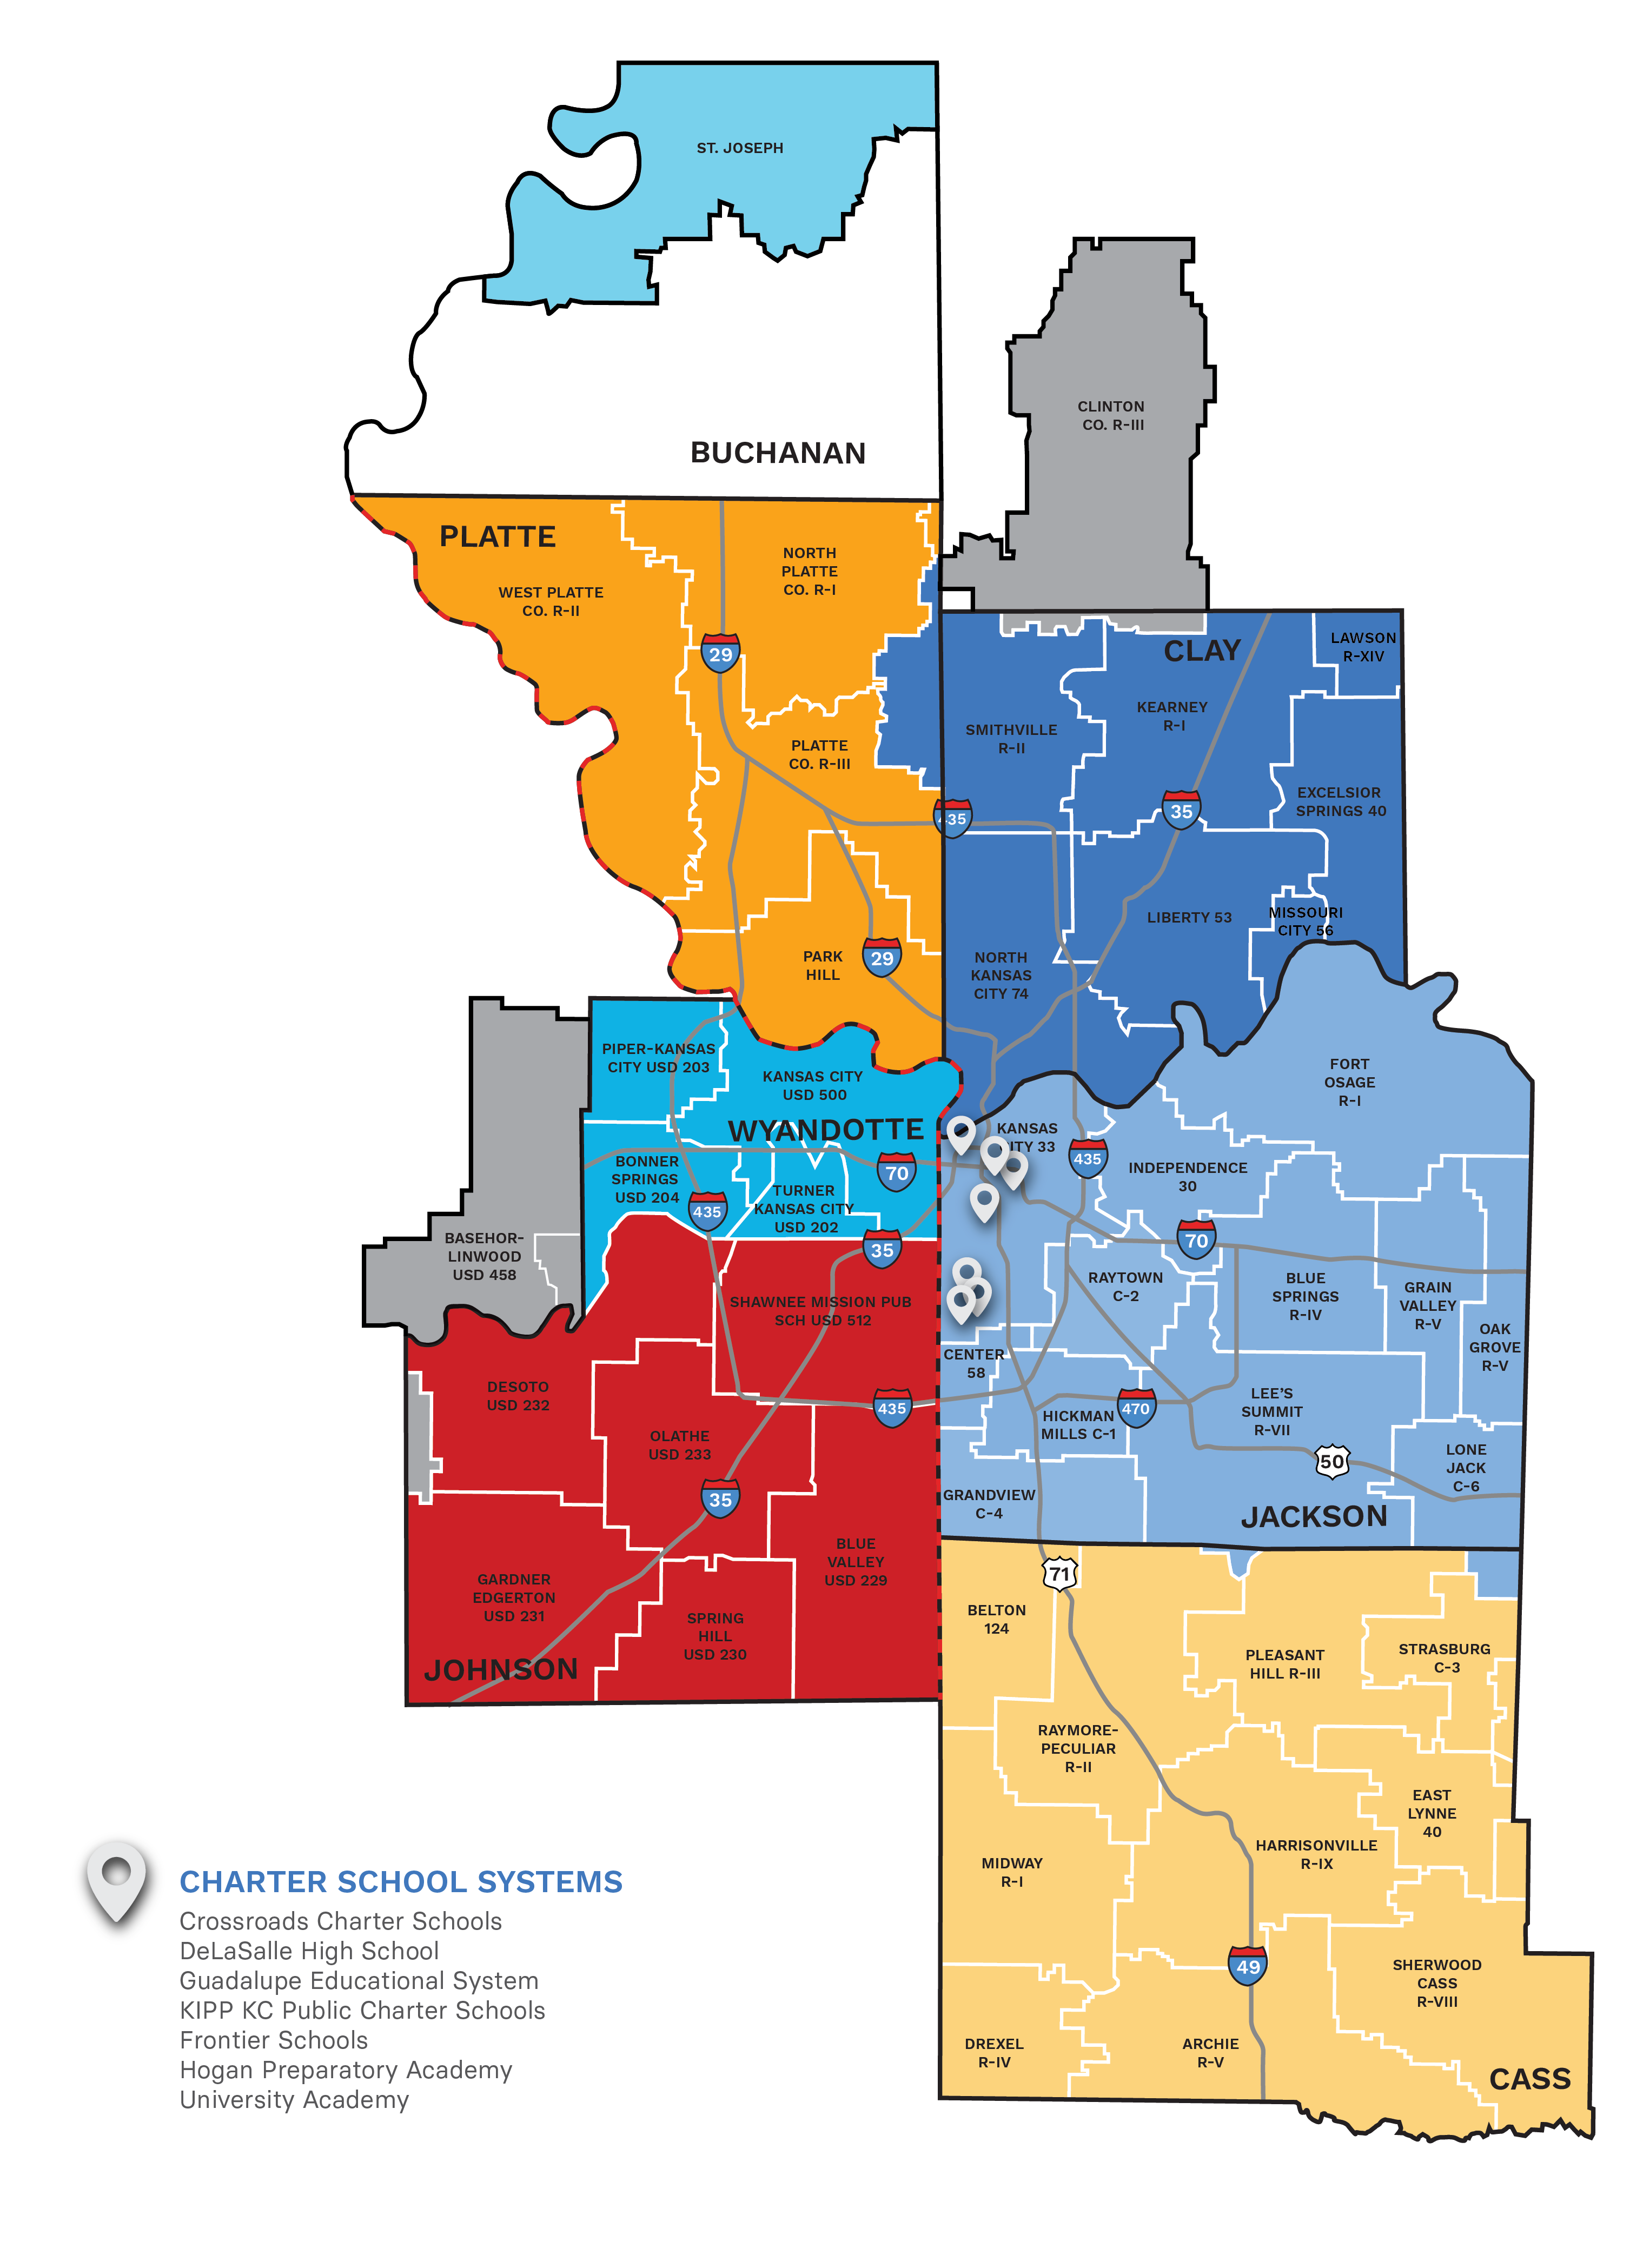 ST. JOSEPH
CLINTON
CO. R-III
BUCHANAN
PLATTE
WEST PLATTE
CO. R-II
NORTH
PLATTE
CO. R-I
29
PLATTE
CO. R-III
CLAY
LAWSON
R-XIV
SMITHVILLE
R-II
KEARNEY
R-I
EXCELSIOR
SPRINGS 40
435
35
LIBERTY 53
MISSOURI
CITY 56
PARK
HILL
29
NORTH
KANSAS
CITY 74
PIPER-KANSAS
CITY USD 203
KANSAS CITY
USD 500
WYANDOTTE
BONNER
SPRINGS
USD 204
70
TURNER
KANSAS CITY
USD 202
435
35
BASEHOR-
LINWOOD
USD 458
FORT
OSAGE
R-I
KANSAS
CITY 33
435
INDEPENDENCE
30
70
RAYTOWN
C-2
BLUE
SPRINGS
R-IV
GRAIN
VALLEY
R-V
OAK
GROVE
R-V
SHAWNEE MISSION PUB
SCH USD 512
CENTER
58
DESOTO
USD 232
435
OLATHE
USD 233
35
HICKMAN
MILLS C-1
470
LEE'S
SUMMIT
R-VII
50
LONE
JACK
C-6
GRANDVIEW
C-4
JACKSON
BLUE
VALLEY
USD 229
GARDNER
EDGERTON
USD 231
SPRING
HILL
USD 230
JOHNSON
71
BELTON
124
PLEASANT
HILL R-III
STRASBURG
C-3
RAYMORE-
PECULIAR
R-II
EAST
LYNNE
40
MIDWAY
R-I
HARRISONVILLE
R-IX
49
SHERWOOD
CASS
R-VIII
DREXEL
R-IV
ARCHIE
R-V
CASS
CHARTER SCHOOL SYSTEMS
Crossroads Charter Schools
DeLaSalle High School
Guadalupe Educational System
KIPP KC Public Charter Schools
Frontier Schools
Hogan Preparatory Academy
University Academy